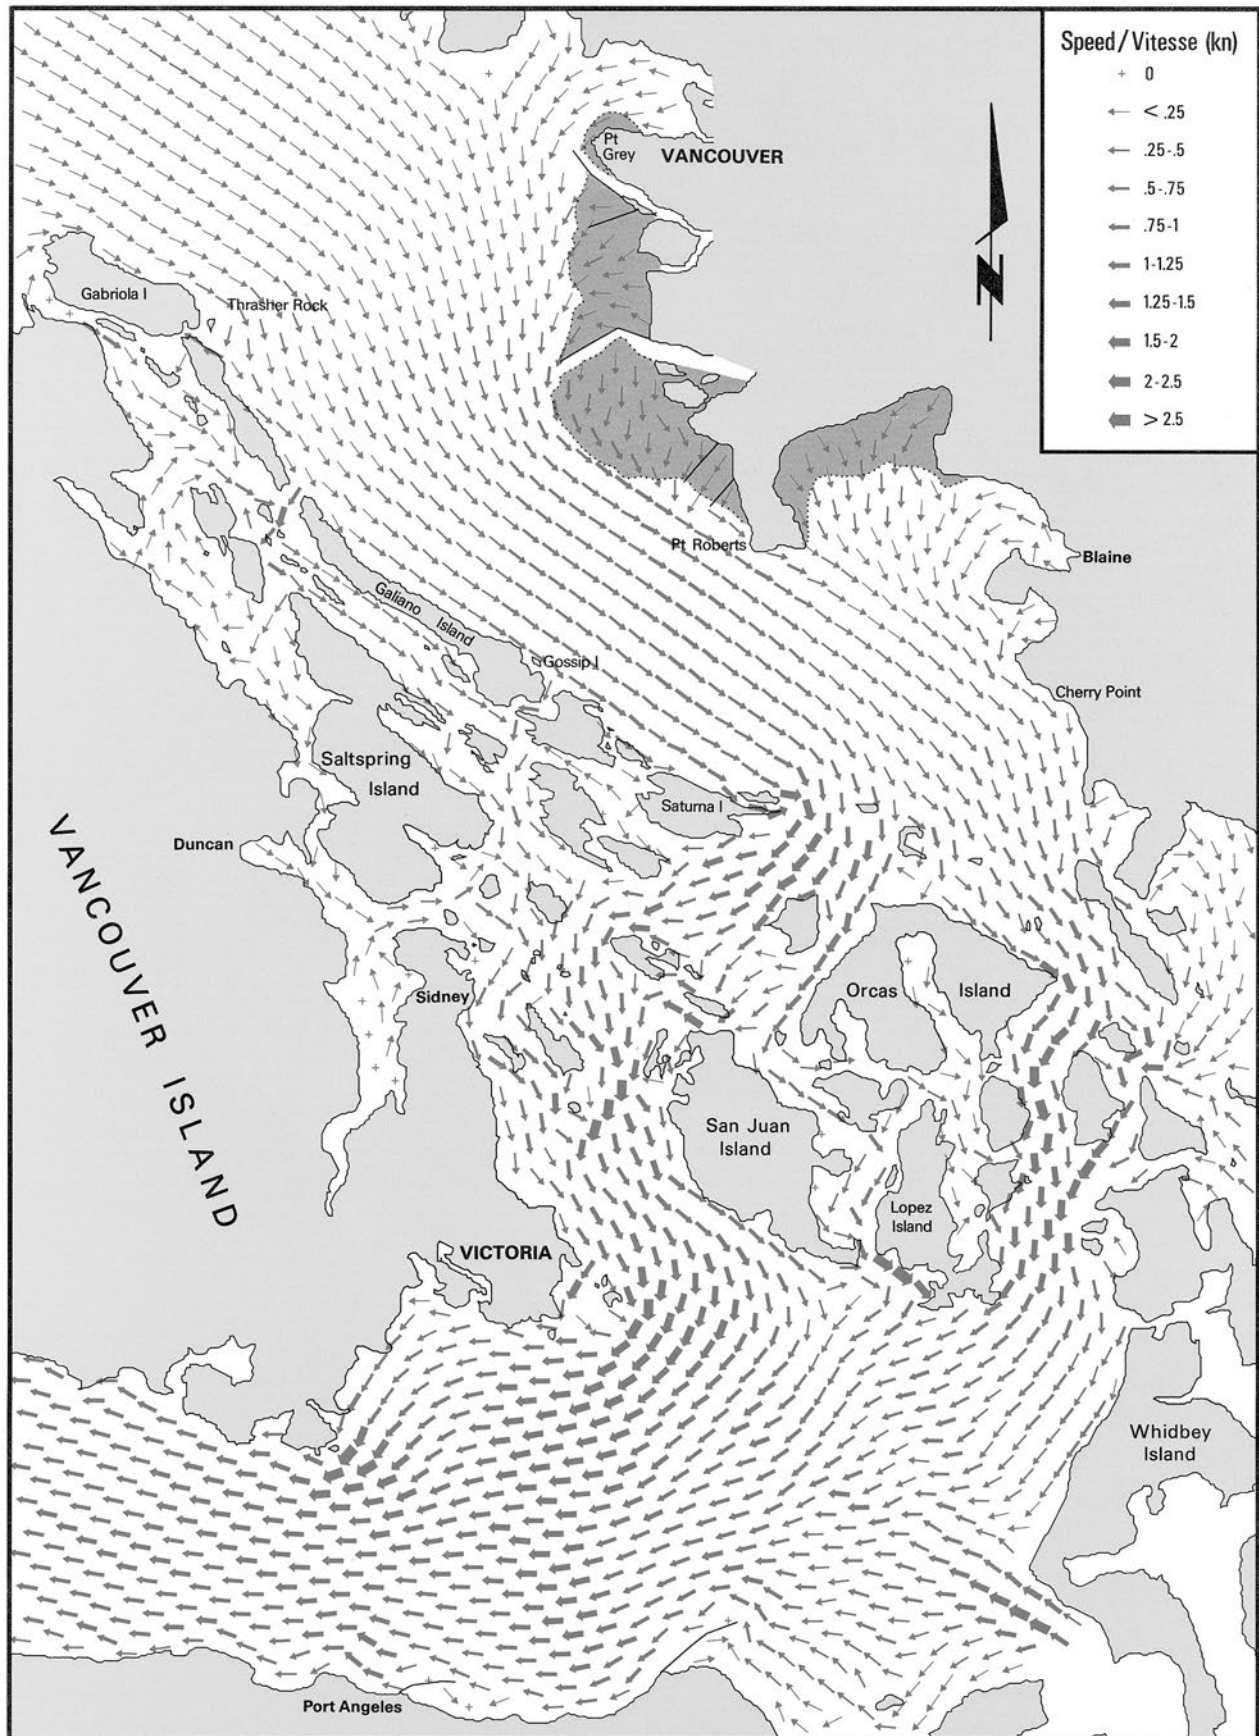 Speed/Vitesse (kn)
0
< .25
.25-.5
.5-.75
.75-1
1-1.25
1.25-1.5
1.5-2
2-2.5
> 2.5
N
Pt
Grey
VANCOUVER
Gabriola I
Thrasher Rock
Pt Roberts
Blaine
Galiano
Island
Gossip I
Cherry Point
Saltspring
Island
Saturna I
Duncan
VANCOUVER ISLAND
Orcas Island
Sidney
San Juan
Island
Lopez
Island
VICTORIA
Whidbey
Island
Port Angeles